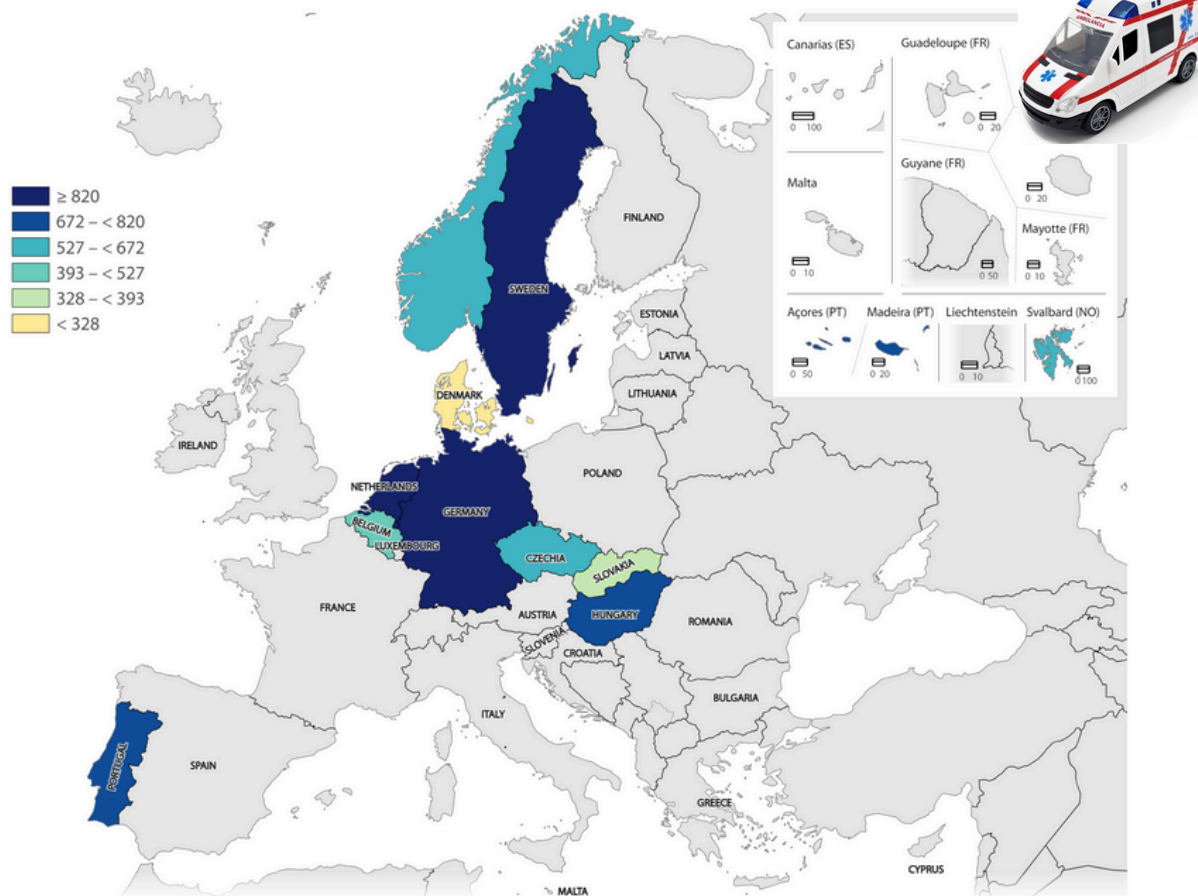 ≥ 820
672 – < 820
527 – < 672
393 – < 527
328 – < 393
< 328
Canarias (ES)
0 100
Guadeloupe (FR)
0 20
AMBULANCIA
Malta
0 10
Guyane (FR)
0 50
0 20
Mayotte (FR)
0 10
Açores (PT)
0 50
Madeira (PT)
0 20
Liechtenstein
0 10
Svalbard (NO)
0 100
FINLAND
SWEDEN
ESTONIA
LATVIA
LITHUANIA
DENMARK
IRELAND
POLAND
NETHERLANDS
GERMANY
BELGIUM
LUXEMBOURG
CZECHIA
SLOVAKIA
FRANCE
AUSTRIA
HUNGARY
ROMANIA
SLOVENIA
CROATIA
BULGARIA
ITALY
PORTUGAL
SPAIN
GREECE
CYPRUS
MALTA